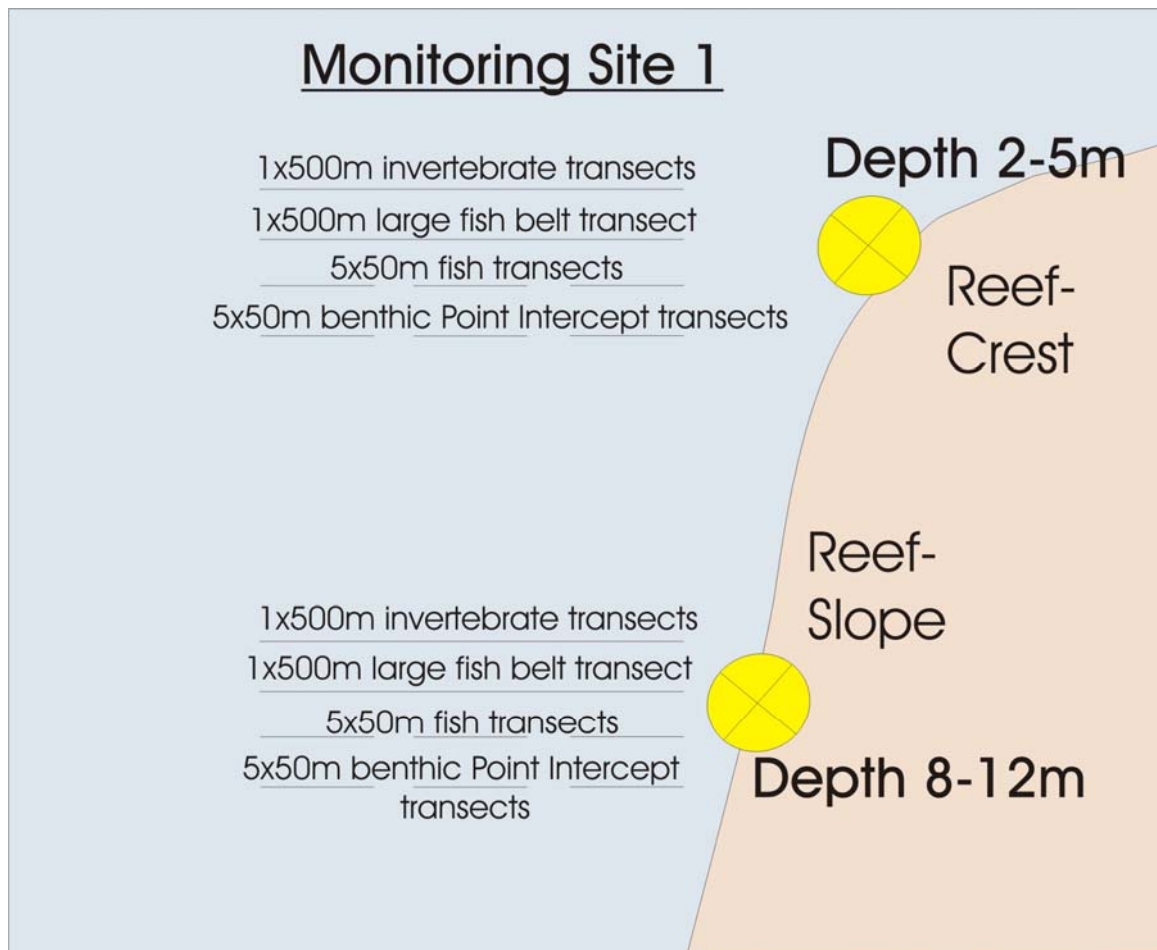 Monitoring Site 1
1x500m invertebrate transects
1x500m large fish belt transect
5x50m fish transects
5x50m benthic Point Intercept transects
Depth 2-5m
Reef-
Crest
Reef-
Slope
1x500m invertebrate transects
1x500m large fish belt transect
5x50m fish transects
5x50m benthic Point Intercept
transects
Depth 8-12m